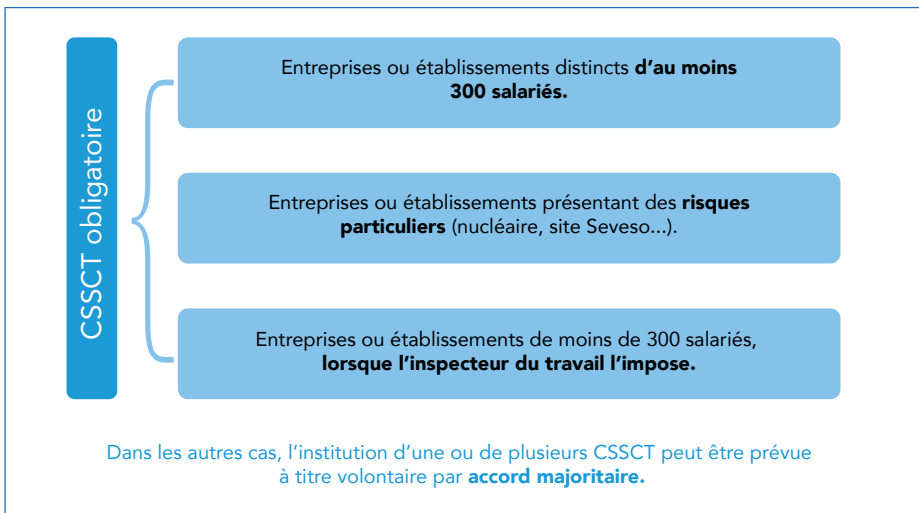 CSSCT obligatoire
Entreprises ou établissements distincts d'au moins
300 salariés.
Entreprises ou établissements présentant des risques
particuliers (nucléaire, site Seveso...).
Entreprises ou établissements de moins de 300 salariés,
lorsque l'inspecteur du travail l'impose.
Dans les autres cas, l'institution d'une ou de plusieurs CSSCT peut être prévue
à titre volontaire par accord majoritaire.